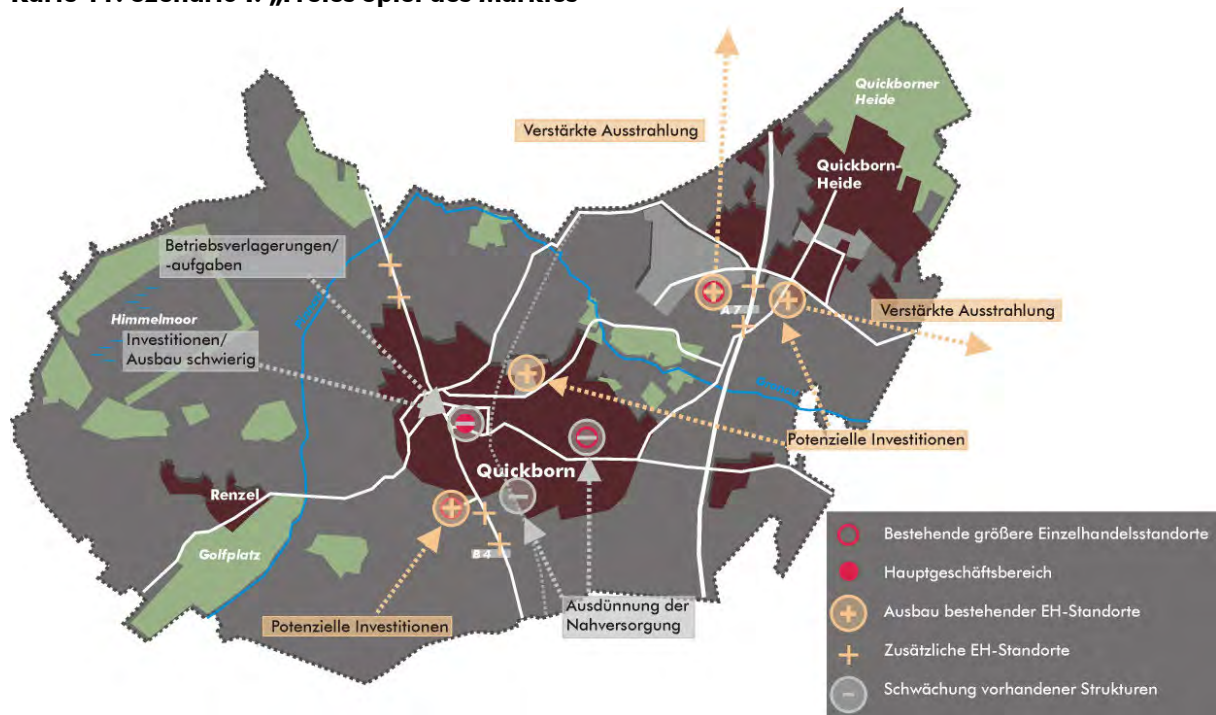 Quickborner
Heide
Verstärkte Ausstrahlung
Quickborn-
Heide
Betriebsverlagerungen/
-aufgaben
A 7
Verstärkte Ausstrahlung
Himmelmoor
Investitionen/
Ausbau schwierig
Potenzielle Investitionen
Quickborn
Renzel
Golfplatz
B 4
Ausdünnung der
Nahversorgung
Potenzielle Investitionen
Bestehende größere Einzelhandelsstandorte
Hauptgeschäftsbereich
Ausbau bestehender EH-Standorte
Zusätzliche EH-Standorte
Schwächung vorhandener Strukturen